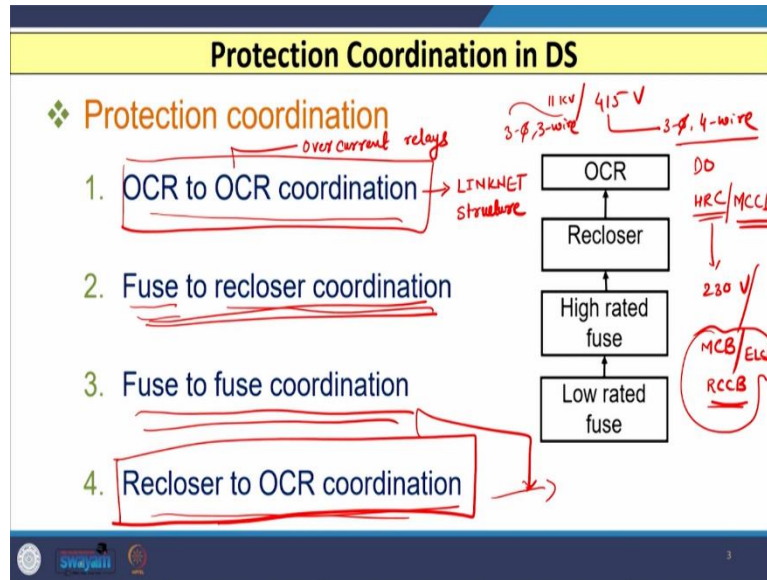 Protection Coordination in DS
❖ Protection coordination
11 KV / 415 V
3-φ, 3-wire
3-φ, 4-wire
over current relays
1. OCR to OCR coordination → LINKNET
structure
2. Fuse to recloser coordination
3. Fuse to fuse coordination
4. Recloser to OCR coordination
OCR
Recloser
High rated
fuse
Low rated
fuse
DO
HRC/
230 V/
MCB/
RCCB
swayam
3